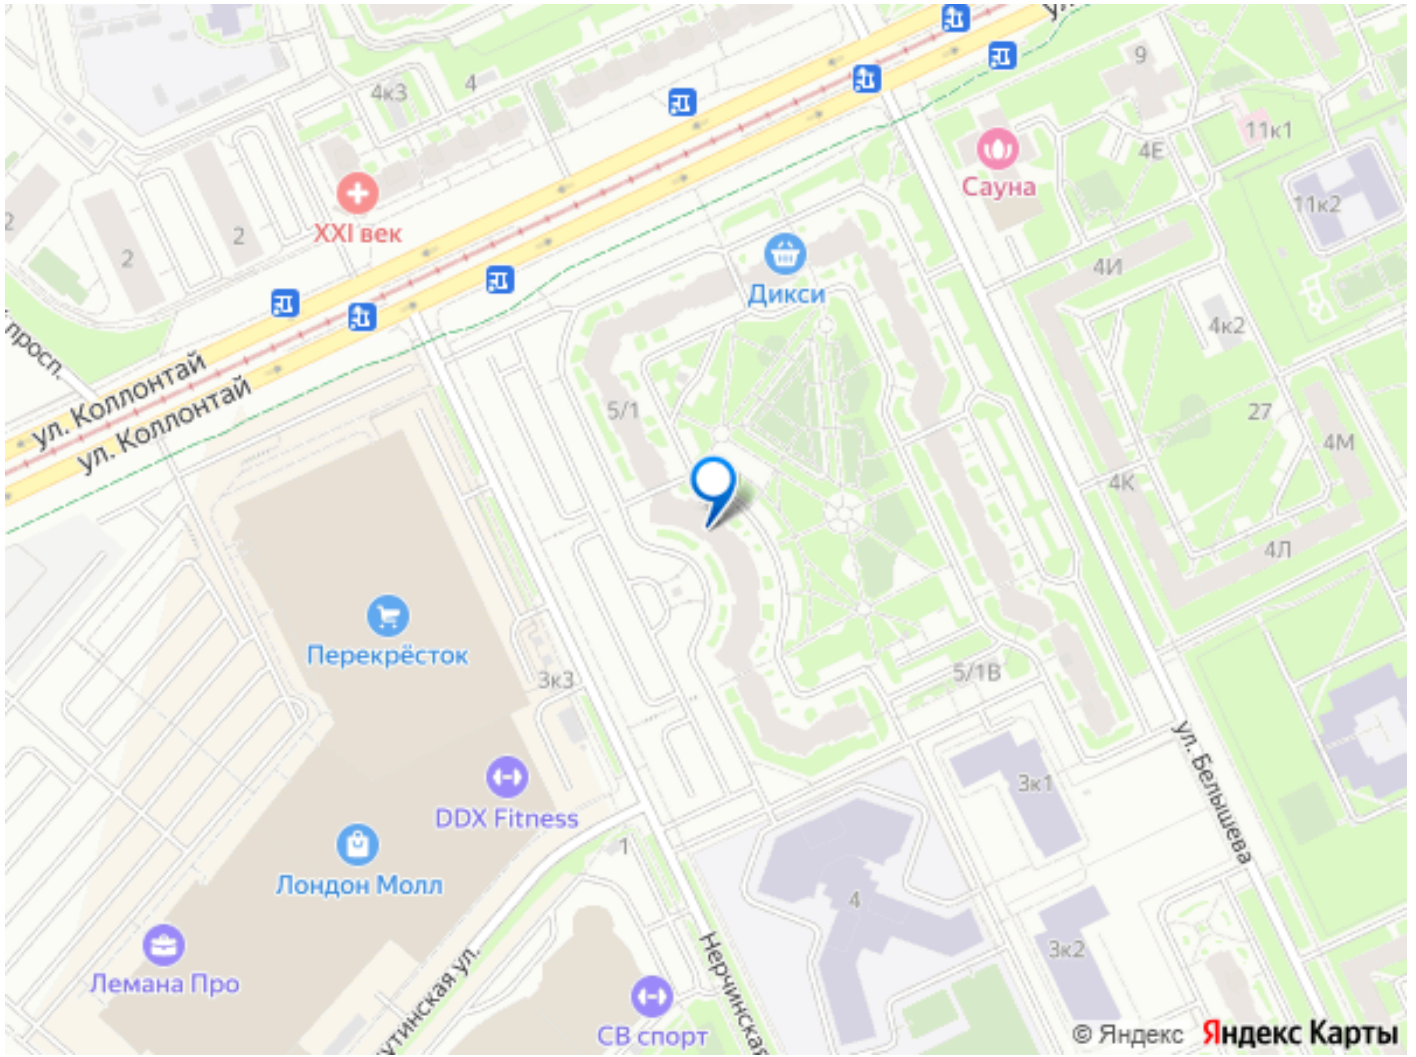 9
4
4к3
11к1
4Е
Сауна
11к2
XXI век
2
2
2
4И
Дикси
просп.
4к2
ул. Коллонтай
ул. Коллонтай
5/1
27
4М
4К
4Л
Перекрёсток
3к3
5/1В
ул. Белышева
3к1
DDX Fitness
1
Лондон Молл
4
3к2
Лемана Про
Нерчинская
утинская ул.
СВ спорт
© Яндекс Яндекс Карты